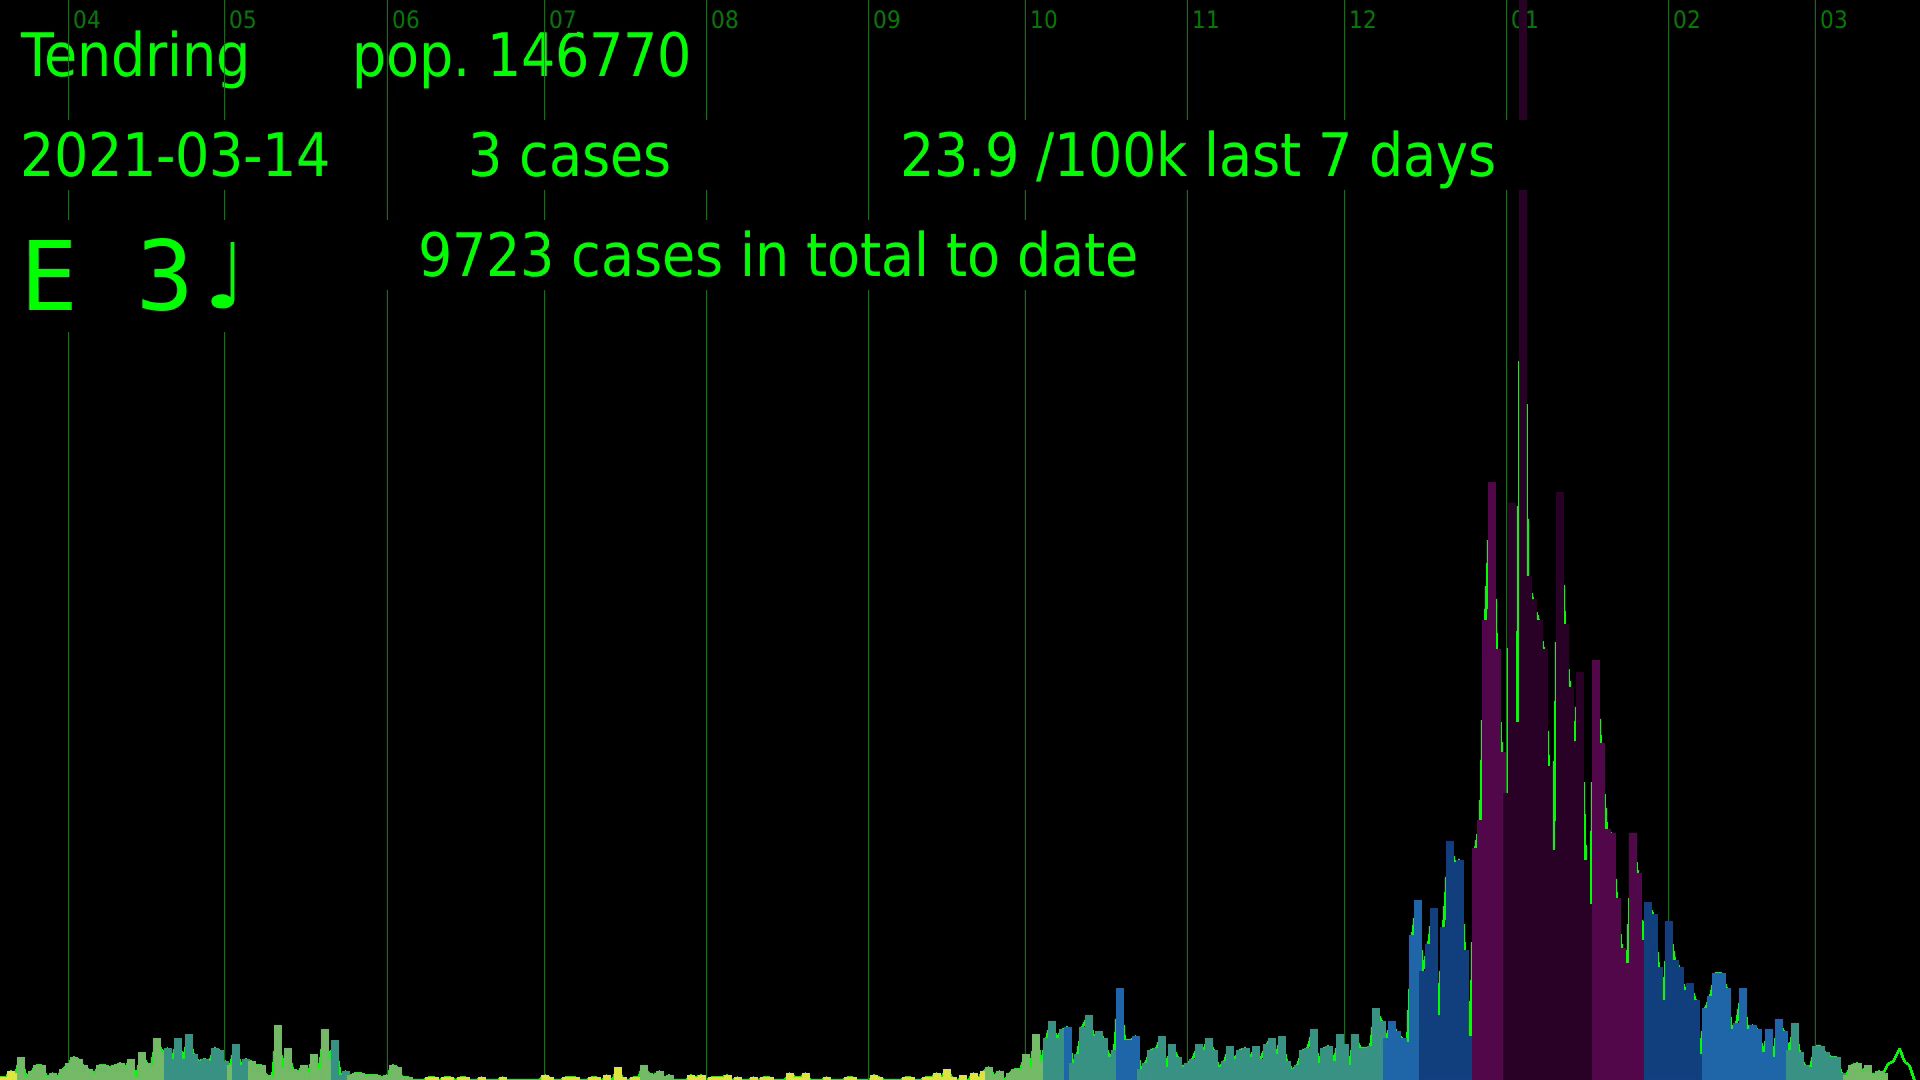 04 05 06 07 08 09 10 11 12 01 02 03
Tendring pop. 146770
2021-03-14 3 cases 23.9 /100k last 7 days
E 3♩ 9723 cases in total to date